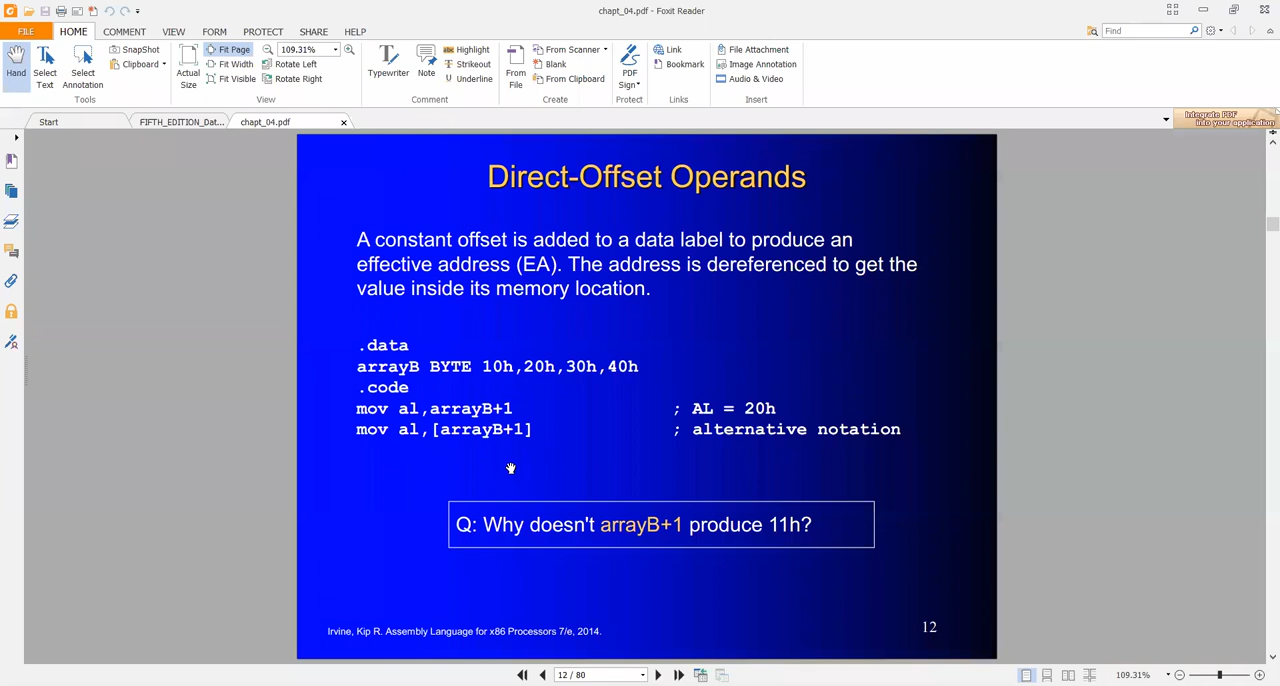 chapt_04.pdf - Foxit Reader
FILE HOME COMMENT VIEW FORM PROTECT SHARE HELP
Find
Hand
Select Text
Select Annotation
SnapShot
Clipboard
Tools
Actual Size
Fit Page
Fit Width
Fit Visible
109.31%
Rotate Left
Rotate Right
View
Typewriter
Note
Highlight
Strikeout
Underline
Comment
From File
From Scanner
Blank
From Clipboard
Create
PDF Sign
Protect
Link
Bookmark
Links
File Attachment
Image Annotation
Audio & Video
Insert
Start
FIFTH_EDITION_Dat...
chapt_04.pdf
Integrate PDF
into your application
Direct-Offset Operands
A constant offset is added to a data label to produce an
effective address (EA). The address is dereferenced to get the
value inside its memory location.
.data
arrayB BYTE 10h,20h,30h,40h
.code
mov al,arrayB+1 ; AL = 20h
mov al,[arrayB+1] ; alternative notation
Q: Why doesn't arrayB+1 produce 11h?
Irvine, Kip R. Assembly Language for x86 Processors 7/e, 2014.
12
12 / 80
109.31%